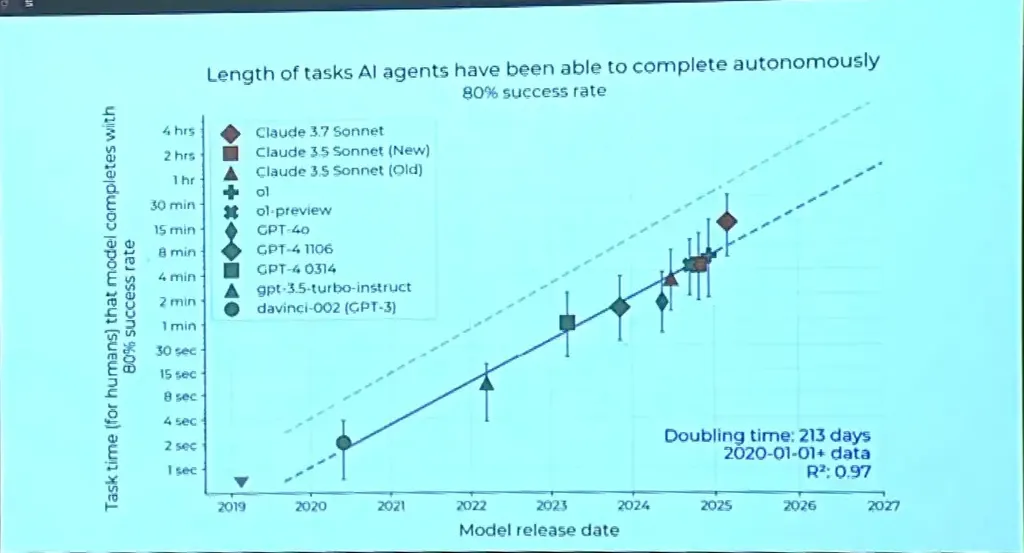 Length of tasks AI agents have been able to complete autonomously
80% success rate
Task time (for humans) that model completes with
80% success rate
4 hrs
2 hrs
1 hr
30 min
15 min
8 min
4 min
2 min
1 min
30 sec
15 sec
8 sec
4 sec
2 sec
1 sec
Claude 3.7 Sonnet
Claude 3.5 Sonnet (New)
Claude 3.5 Sonnet (Old)
o1
o1-preview
GPT-4o
GPT-4 1106
GPT-4 0314
gpt-3.5-turbo-instruct
davinci-002 (GPT-3)
Doubling time: 213 days
2020-01-01+ data
R²: 0.97
2019 2020 2021 2022 2023 2024 2025 2026 2027
Model release date